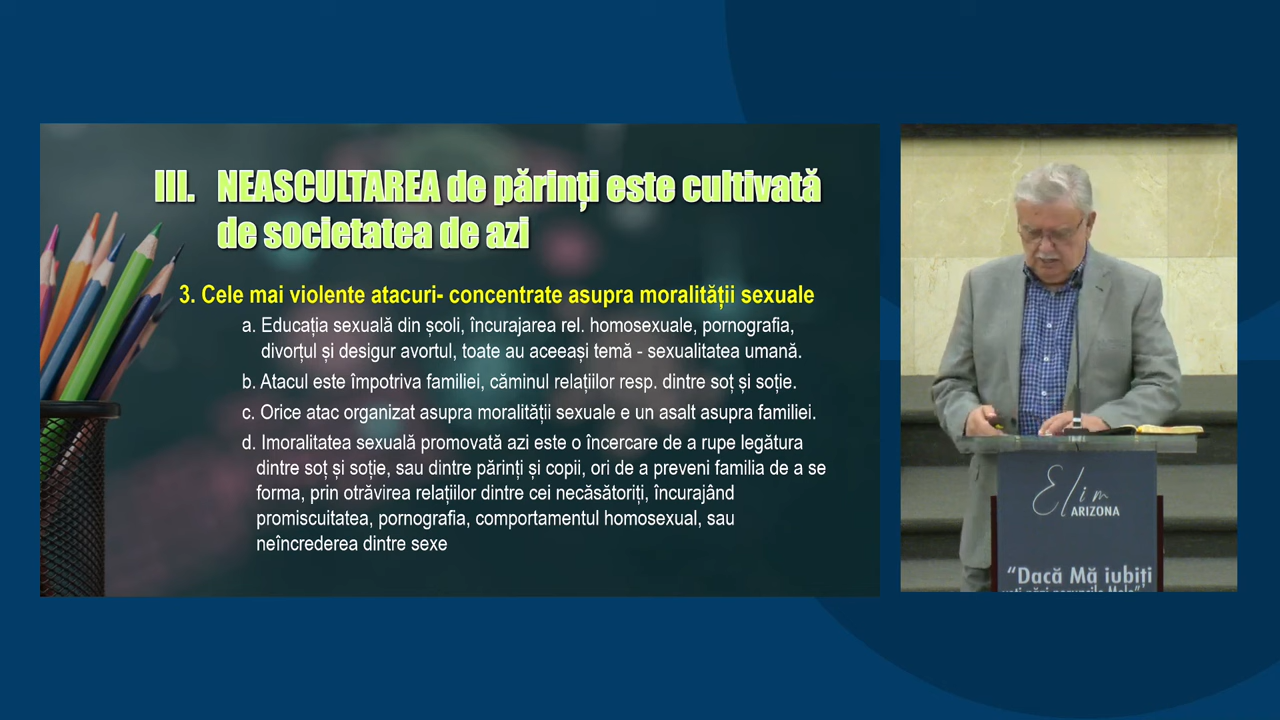 III. NEASCULTAREA de părinți este cultivată
de societatea de azi
3. Cele mai violente atacuri- concentrate asupra moralității sexuale
a. Educația sexuală din școli, încurajarea rel. homosexuale, pornografia,
divorțul și desigur avortul, toate au aceeași temă - sexualitatea umană.
b. Atacul este împotriva familiei, căminul relațiilor resp. dintre soț și soție.
c. Orice atac organizat asupra moralității sexuale e un asalt asupra familiei.
d. Imoralitatea sexuală promovată azi este o încercare de a rupe legătura
dintre soț și soție, sau dintre părinți și copii, ori de a preveni familia de a se
forma, prin otrăvirea relațiilor dintre cei necăsătoriți, încurajând
promiscuitatea, pornografia, comportamentul homosexual, sau
neîncrederea dintre sexe
Elim
ARIZONA
“Dacă Mă iubiți